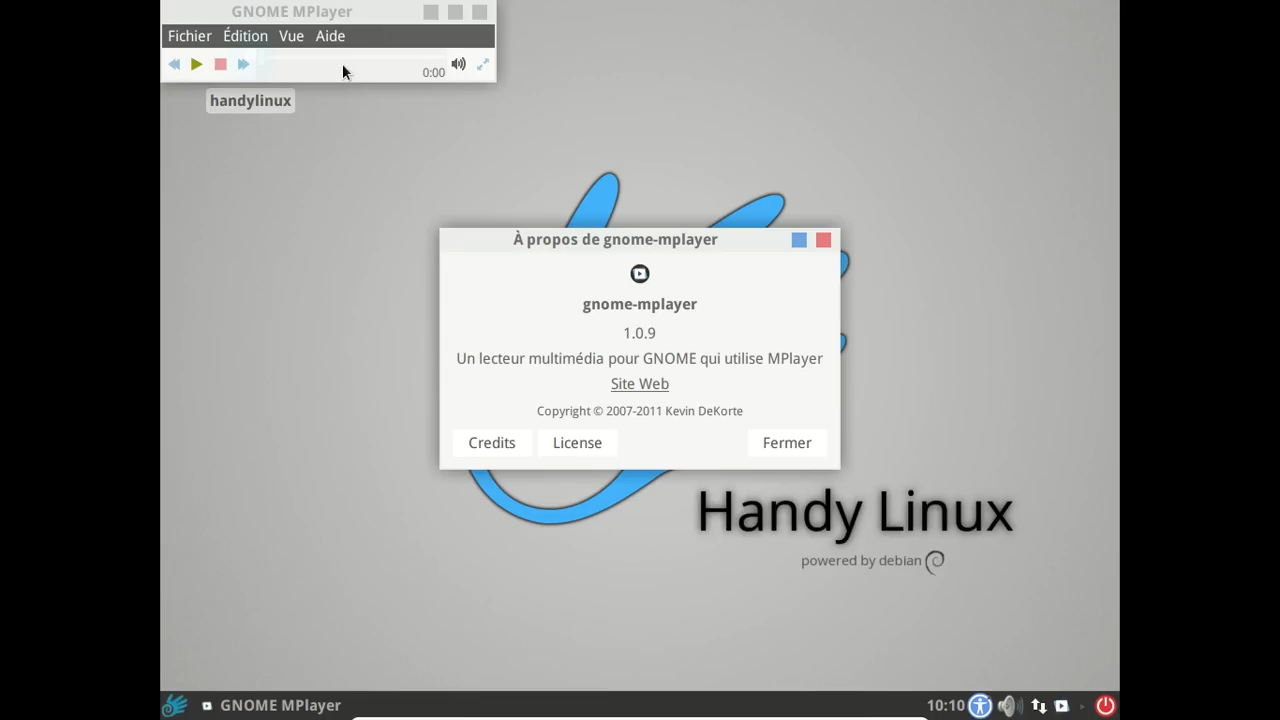 GNOME MPlayer
Fichier Édition Vue Aide
0:00
handylinux
À propos de gnome-mplayer
gnome-mplayer
1.0.9
Un lecteur multimédia pour GNOME qui utilise MPlayer
Site Web
Copyright © 2007-2011 Kevin DeKorte
Credits License Fermer
Handy Linux
powered by debian
GNOME MPlayer 10:10